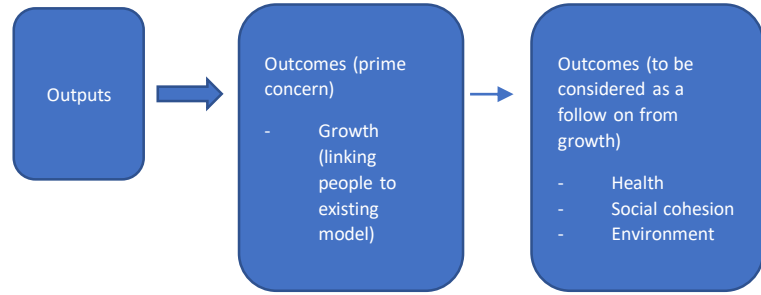 Outputs
Outcomes (prime
concern)
- Growth
(linking
people to
existing
model)
Outcomes (to be
considered as a
follow on from
growth)
- Health
- Social cohesion
- Environment